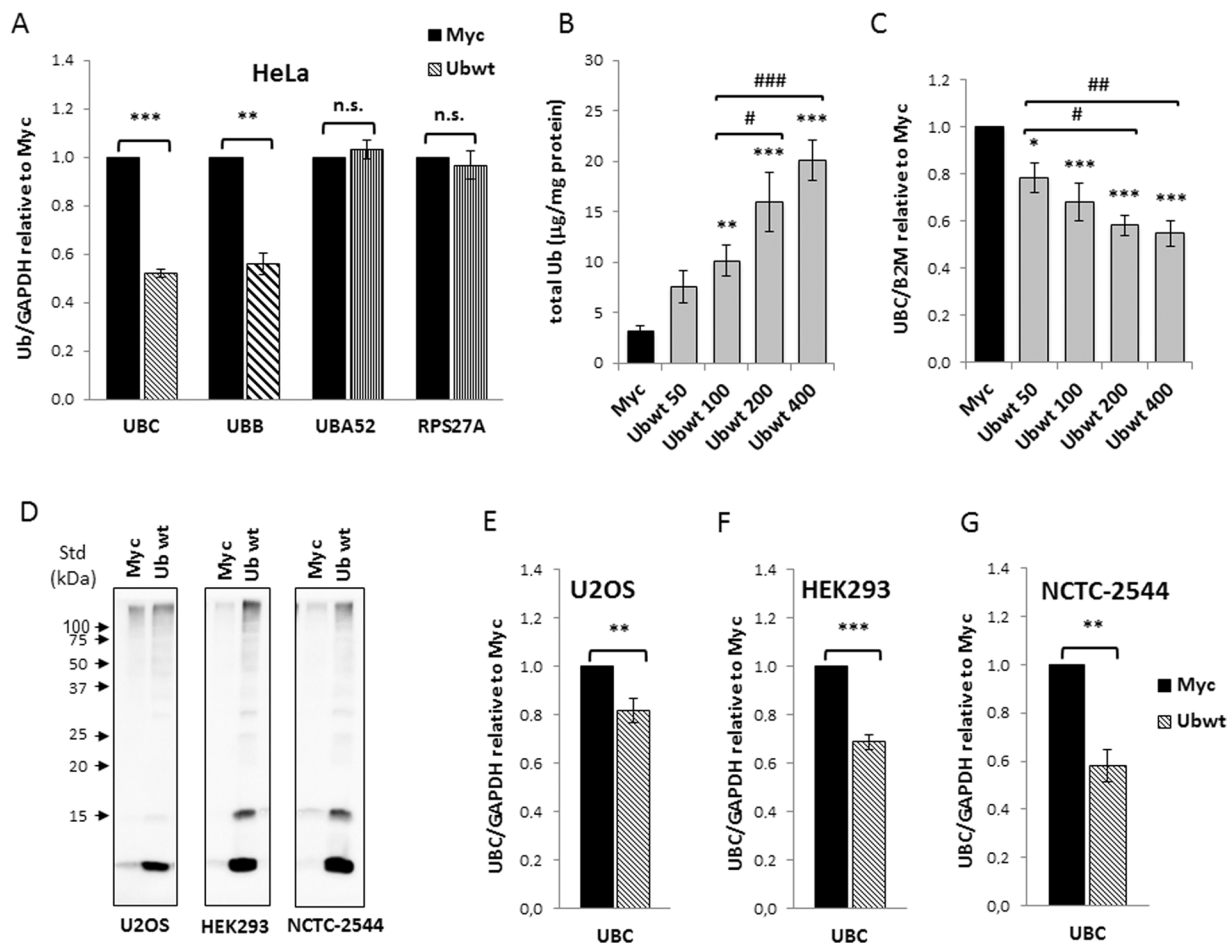 A
Myc
Ubwt
HeLa
Ub/GAPDH relative to Myc
1.4
1.2
1.0
0.8
0.6
0.4
0.2
0,0
***
**
n.s.
n.s.
UBC
UBB
UBA52
RPS27A
B
total Ub (µg/mg protein)
30
25
20
15
10
5
0
###
#
**
***
***
Myc
Ubwt 50
Ubwt 100
Ubwt 200
Ubwt 400
C
UBC/B2M relative to Myc
1.2
1.0
0.8
0.6
0.4
0.2
0,0
##
#
*
***
***
***
Myc
Ubwt 50
Ubwt 100
Ubwt 200
Ubwt 400
D
Std
(kDa)
Myc
Ub wt
Myc
Ub wt
Myc
Ub wt
100
75
50
37
25
20
15
U2OS
HEK293
NCTC-2544
E
U2OS
UBC/GAPDH relative to Myc
1.4
1.2
1.0
0.8
0.6
0.4
0.2
0,0
**
UBC
F
HEK293
UBC/GAPDH relative to Myc
1.4
1.2
1.0
0.8
0.6
0.4
0.2
0,0
***
UBC
G
NCTC-2544
UBC/GAPDH relative to Myc
1.4
1.2
1.0
0.8
0.6
0.4
0.2
0,0
**
UBC
Myc
Ubwt